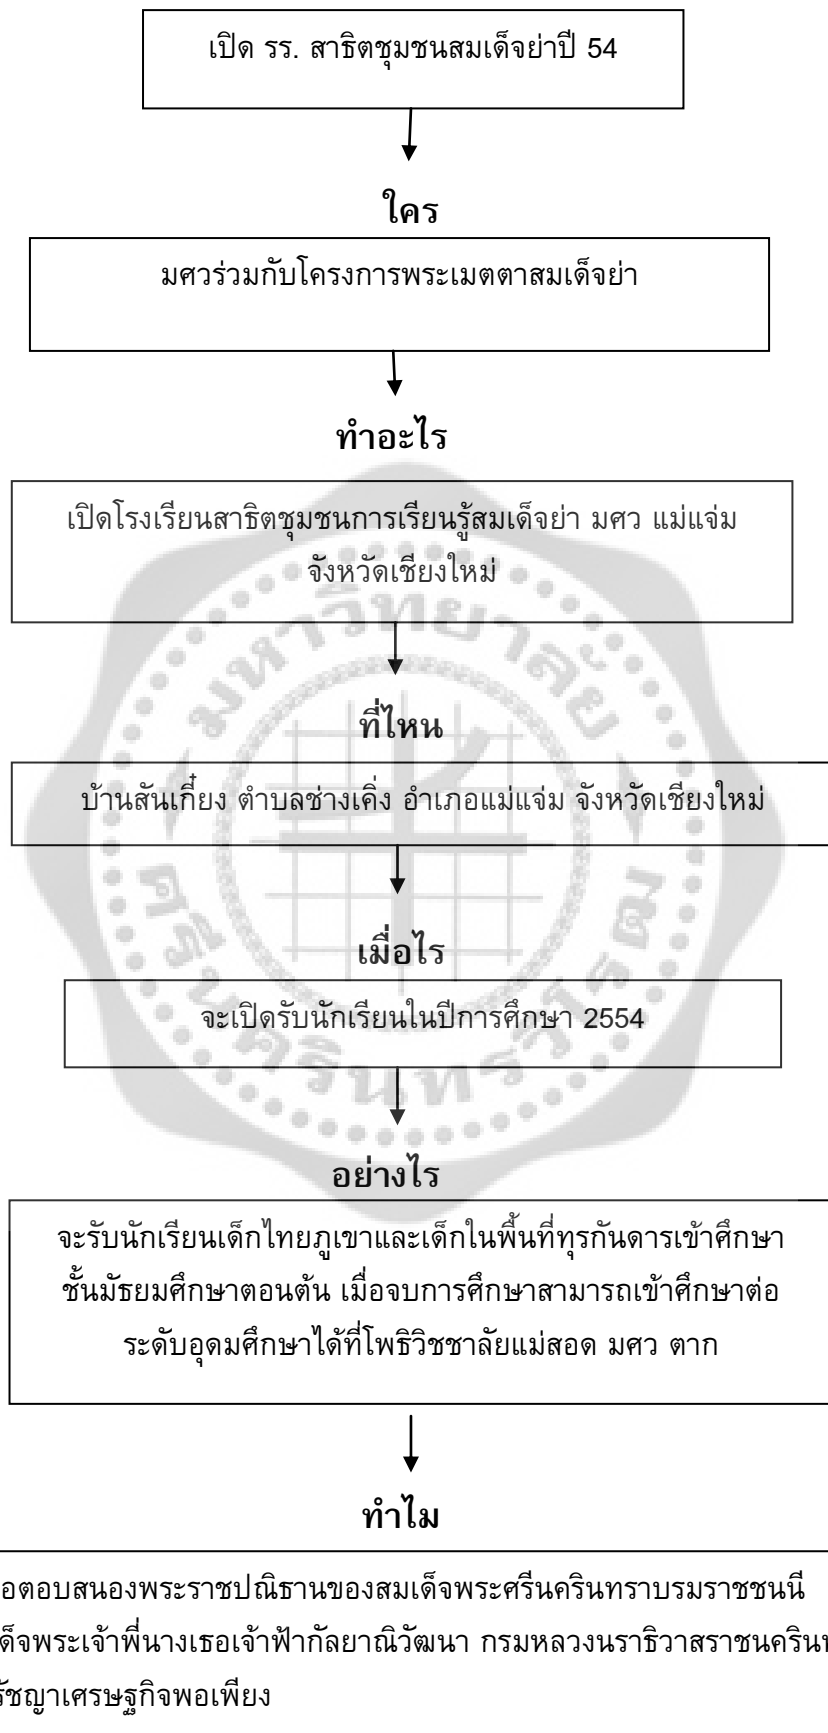 เปิด รร. สาธิตชุมชนสมเด็จย่าปี 54
ใคร
มศวร่วมกับโครงการพระเมตตาสมเด็จย่า
ทำอะไร
เปิดโรงเรียนสาธิตชุมชนการเรียนรู้สมเด็จย่า มศว แม่แจ่ม
จังหวัดเชียงใหม่
มหาวิทยาลัย
ที่ไหน
บ้านสันเกี๋ยง ตำบลช่างเคิ่ง อำเภอแม่แจ่ม จังหวัดเชียงใหม่
เมื่อไร
จะเปิดรับนักเรียนในปีการศึกษา 2554
ศรีนครินทรวิโรฒ
อย่างไร
จะรับนักเรียนเด็กไทยภูเขาและเด็กในพื้นที่ทุรกันดารเข้าศึกษา
ชั้นมัธยมศึกษาตอนต้น เมื่อจบการศึกษาสามารถเข้าศึกษาต่อ
ระดับอุดมศึกษาได้ที่โพธิวิชชาลัยแม่สอด มศว ตาก
ทำไม
อตอบสนองพระราชปณิธานของสมเด็จพระศรีนครินทราบรมราชชนนี
ด็จพระเจ้าพี่นางเธอเจ้าฟ้ากัลยาณิวัฒนา กรมหลวงนราธิวาสราชนครินท
รัชญาเศรษฐกิจพอเพียง